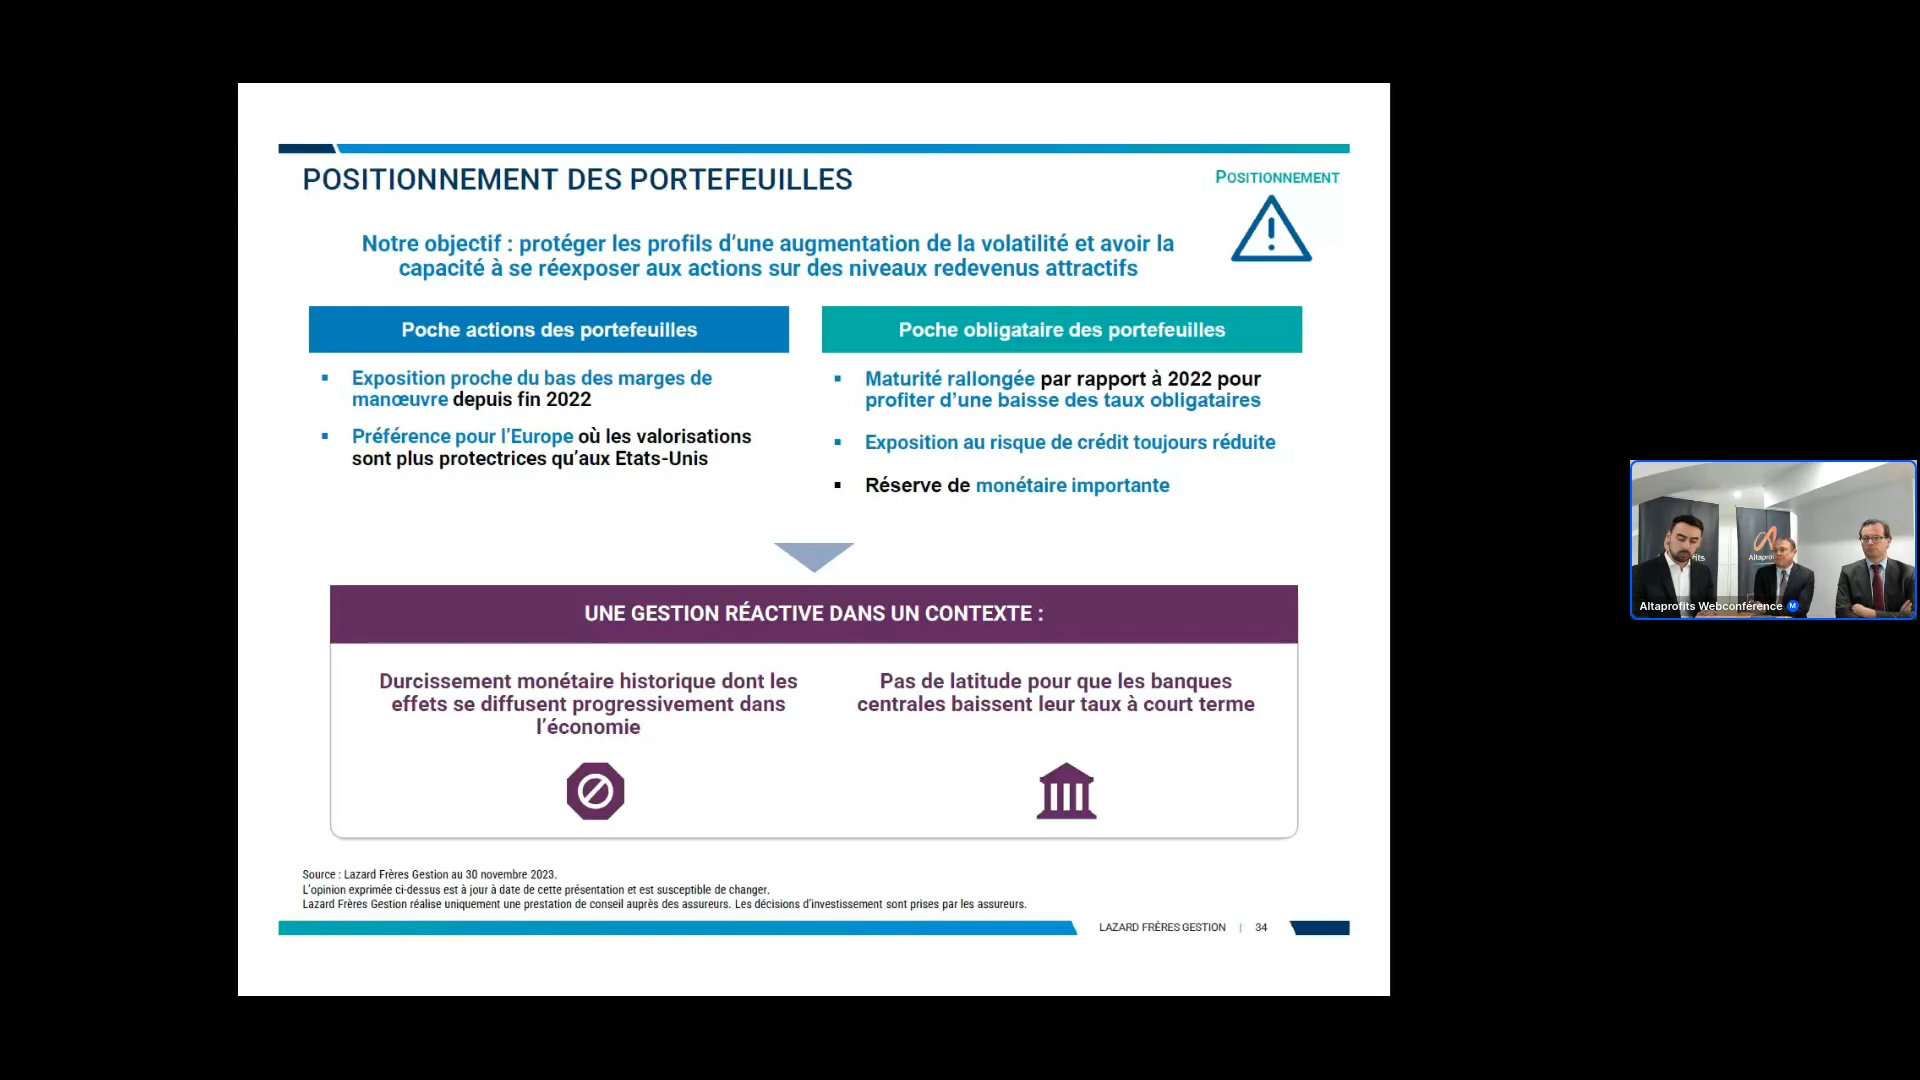 POSITIONNEMENT DES PORTEFEUILLES
POSITIONNEMENT
Notre objectif : protéger les profils d’une augmentation de la volatilité et avoir la
capacité à se réexposer aux actions sur des niveaux redevenus attractifs
Poche actions des portefeuilles
Exposition proche du bas des marges de
manœuvre depuis fin 2022
Préférence pour l’Europe où les valorisations
sont plus protectrices qu’aux Etats-Unis
Poche obligataire des portefeuilles
Maturité rallongée par rapport à 2022 pour
profiter d’une baisse des taux obligataires
Exposition au risque de crédit toujours réduite
Réserve de monétaire importante
UNE GESTION RÉACTIVE DANS UN CONTEXTE :
Durcissement monétaire historique dont les
effets se diffusent progressivement dans
l’économie
Pas de latitude pour que les banques
centrales baissent leur taux à court terme
Source : Lazard Frères Gestion au 30 novembre 2023.
L’opinion exprimée ci-dessus est à jour à date de cette présentation et est susceptible de changer.
Lazard Frères Gestion réalise uniquement une prestation de conseil auprès des assureurs. Les décisions d’investissement sont prises par les assureurs.
LAZARD FRÈRES GESTION | 34
Altaprofits Webconférence